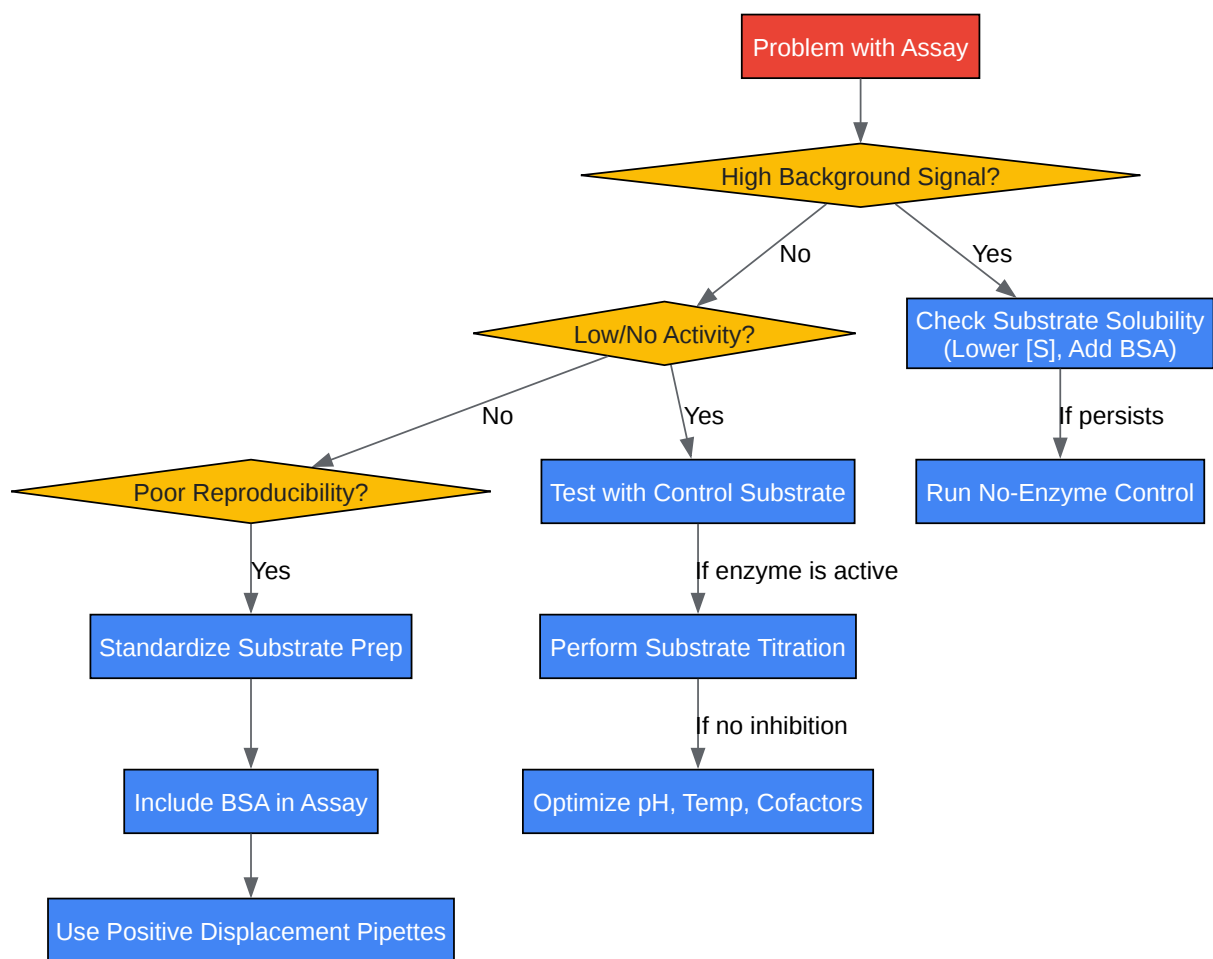 Problem with Assay
High Background Signal?
No
Yes
Low/No Activity?
Check Substrate Solubility
(Lower [S], Add BSA)
No
Yes
If persists
Poor Reproducibility?
Test with Control Substrate
Run No-Enzyme Control
Yes
If enzyme is active
Standardize Substrate Prep
Perform Substrate Titration
If no inhibition
Include BSA in Assay
Optimize pH, Temp, Cofactors
Use Positive Displacement Pipettes